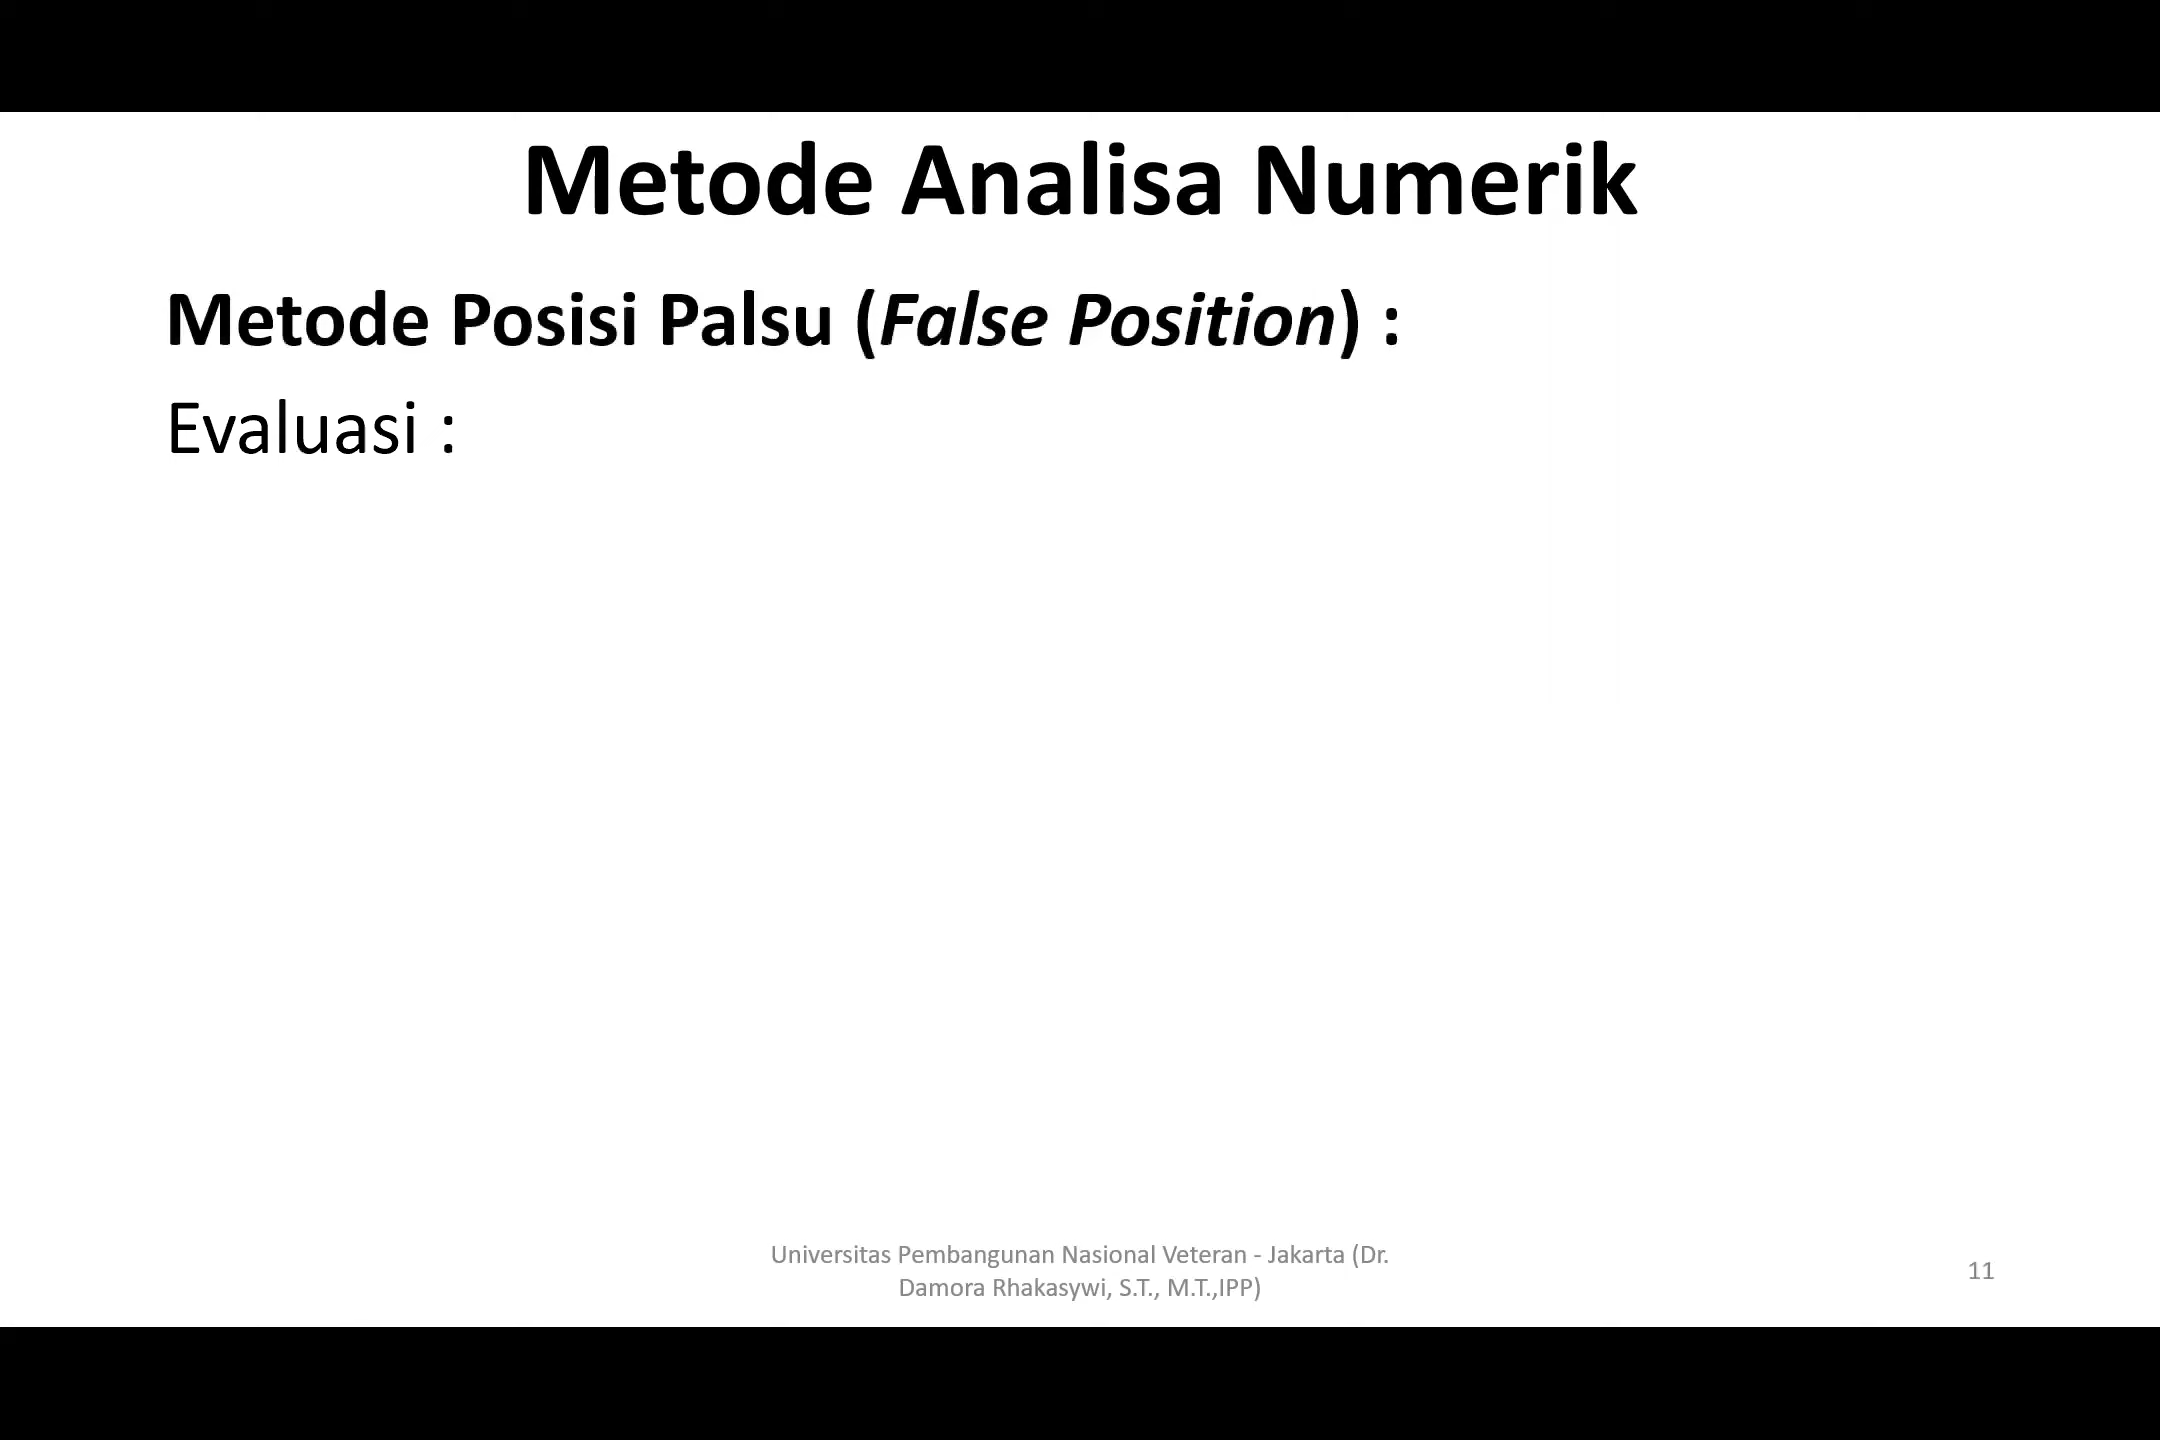 Metode Analisa Numerik
Metode Posisi Palsu (False Position) :
Evaluasi :
Universitas Pembangunan Nasional Veteran - Jakarta (Dr.
Damora Rhakasywi, S.T., M.T.,IPP)
11